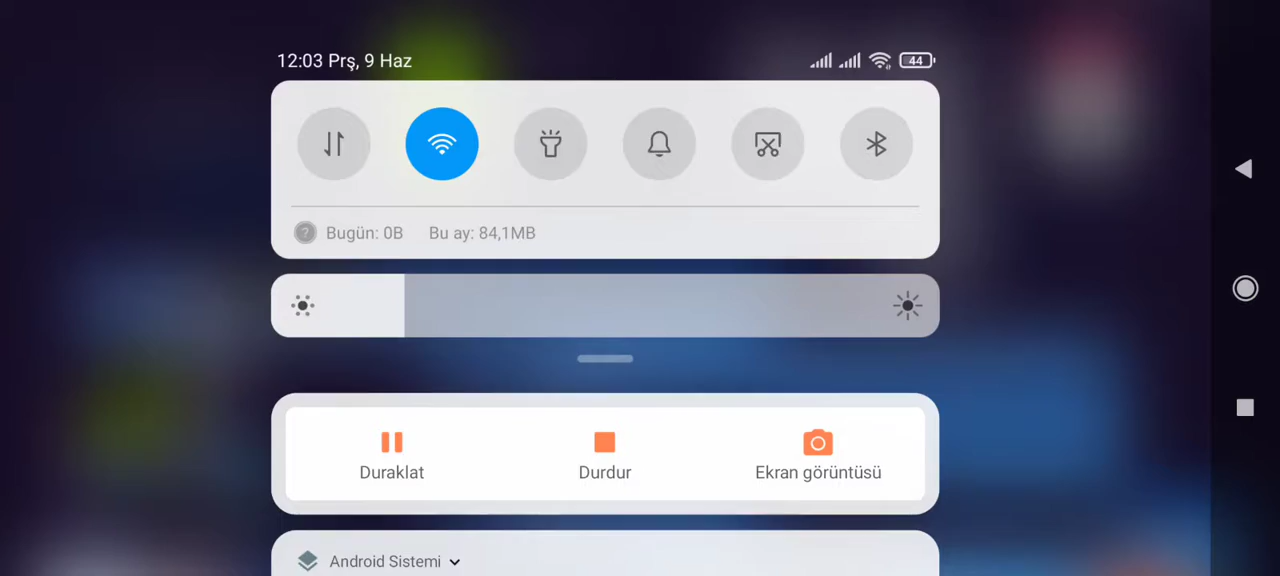 12:03 Prş, 9 Haz
44
Bugün: 0B Bu ay: 84,1MB
Duraklat Durdur Ekran görüntüsü
Android Sistemi